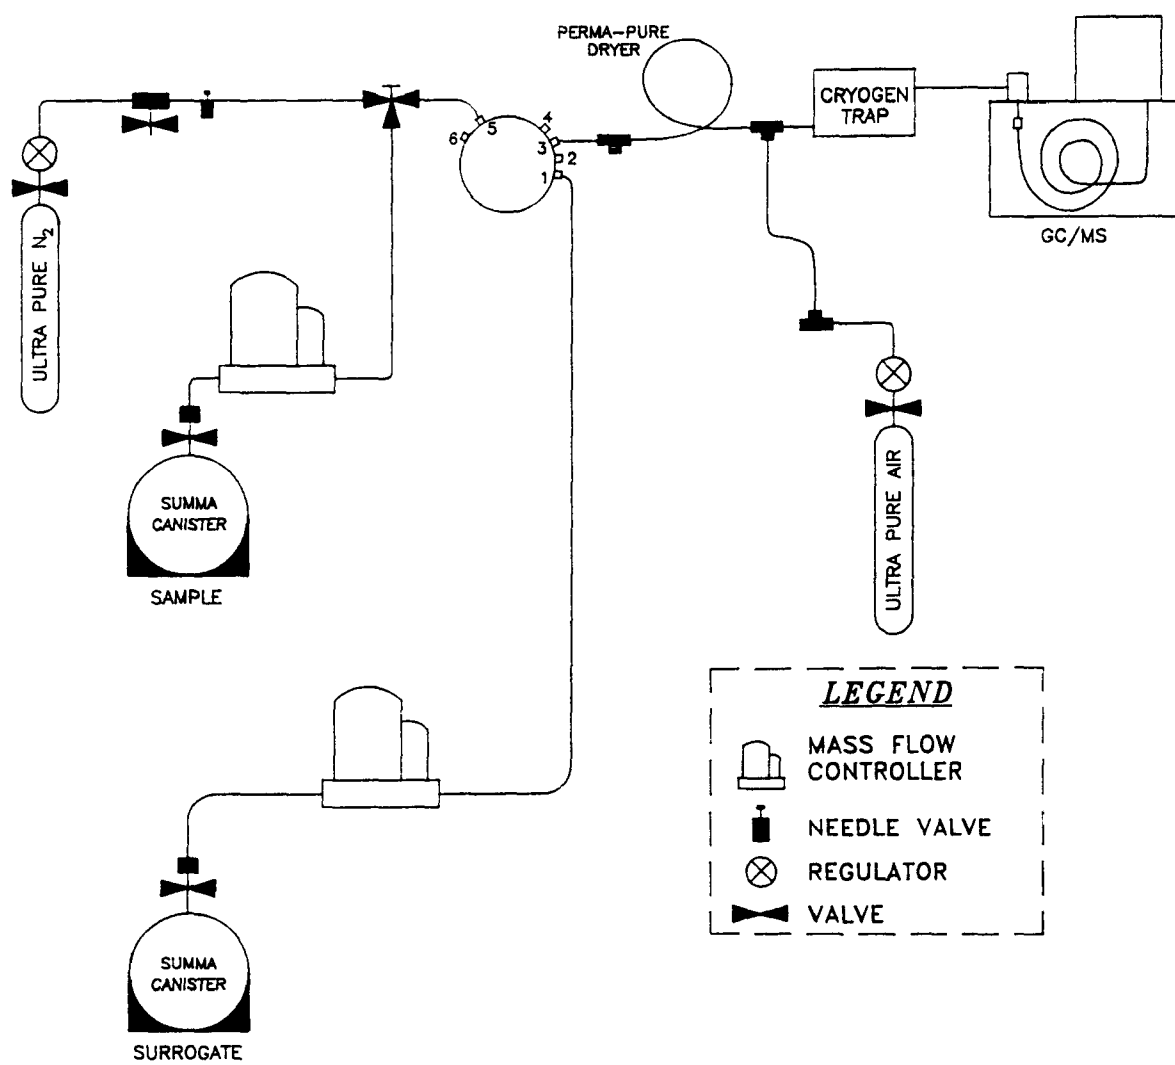 PERMA-PURE
DRYER
CRYOGEN
TRAP
GC/MS
5
4
6
3
2
1
ULTRA PURE N2
SUMMA
CANISTER
SAMPLE
ULTRA PURE AIR
LEGEND
MASS FLOW
CONTROLLER
NEEDLE VALVE
REGULATOR
VALVE
SUMMA
CANISTER
SURROGATE